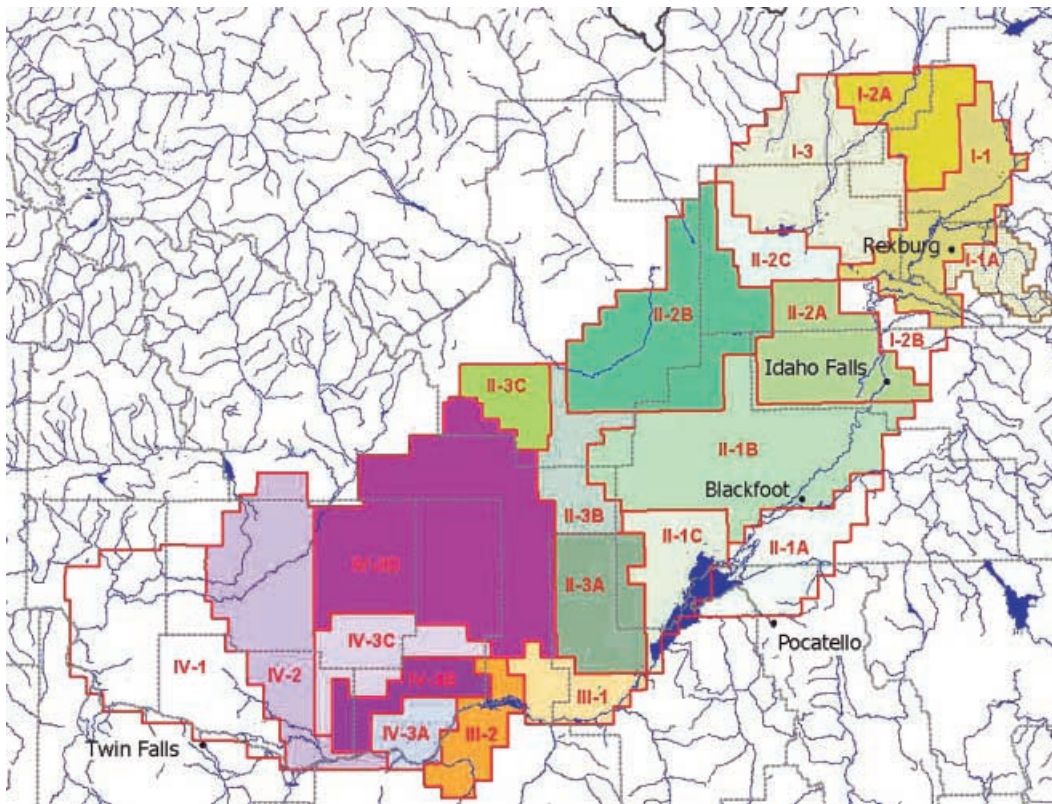 I-2A
I-3
I-1
Rexburg
I-1A
II-2C
II-2B
II-2A
I-2B
Idaho Falls
II-3C
II-1B
Blackfoot
II-3B
II-1C
II-1A
II-3A
IV-3C
Pocatello
IV-1
IV-2
III-1
Twin Falls
IV-3A
III-2